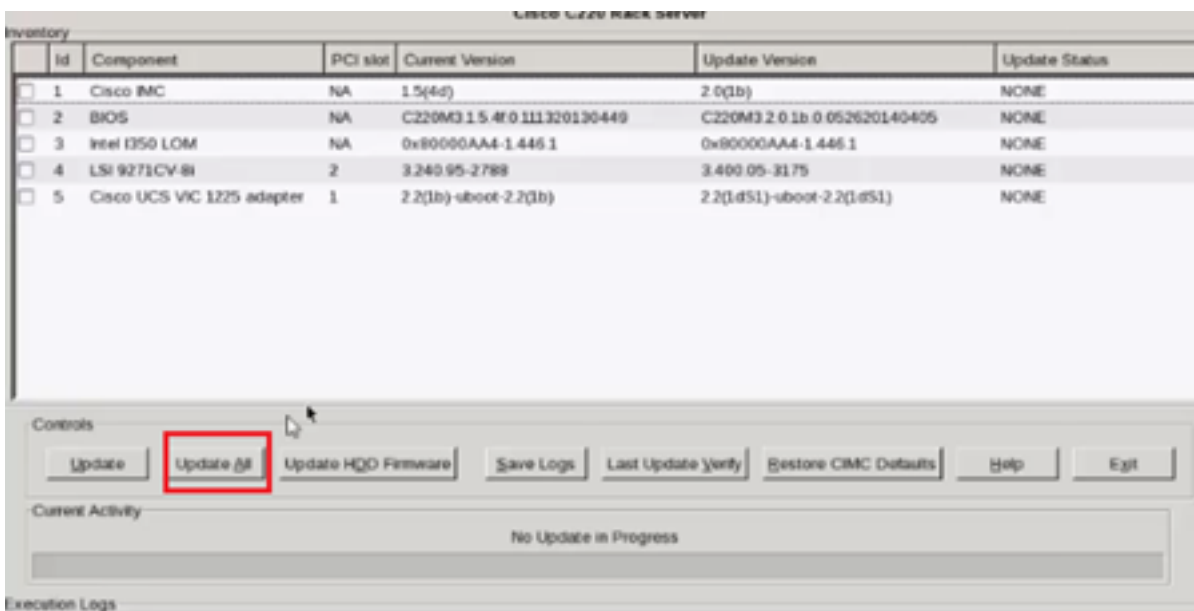 Cisco C220 Rack Server
Inventory
Id Component PCI slot Current Version Update Version Update Status
1 Cisco IMC NA 1.5(4d) 2.0(1b) NONE
2 BIOS NA C220M3.1.5.4f.0.111320130449 C220M3.2.0.1b.0.052620140405 NONE
3 Intel I350 LOM NA 0x80000AA4-1.446.1 0x80000AA4-1.446.1 NONE
4 LSI 9271CV-8i 2 3.240.95-2788 3.400.05-3175 NONE
5 Cisco UCS VIC 1225 adapter 1 2.2(1b)-uboot-2.2(1b) 2.2(1dS1)-uboot-2.2(1dS1) NONE
Controls
Update Update All Update HDD Firmware Save Logs Last Update Verify Restore CIMC Defaults Help Exit
Current Activity
No Update in Progress
Execution Logs